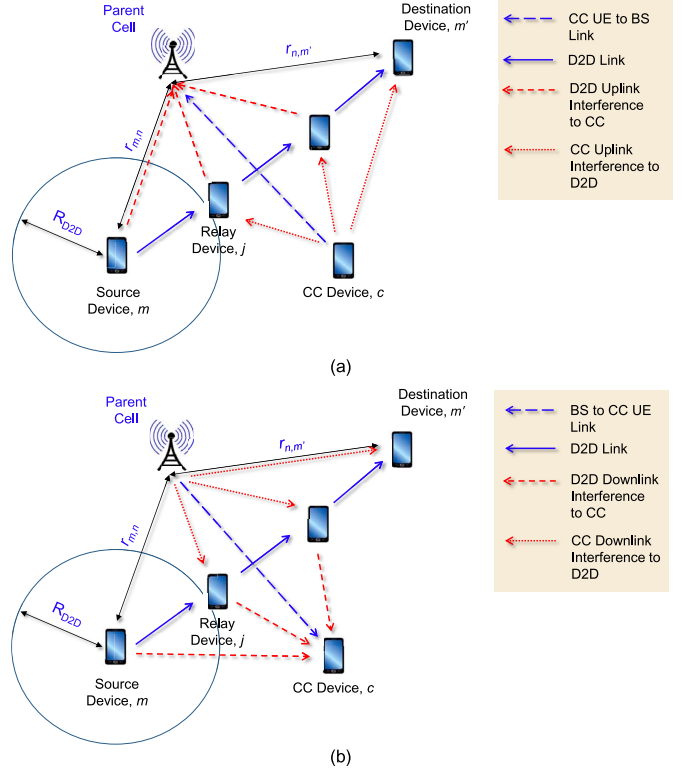 Parent
Cell
Destination
Device, m'
r_{n,m'}
r_{m,n}
R_{D2D}
Relay
Device, j
Source
Device, m
CC Device, c
CC UE to BS
Link
D2D Link
D2D Uplink
Interference
to CC
CC Uplink
Interference to
D2D
(a)
Parent
Cell
Destination
Device, m'
r_{n,m'}
r_{m,n}
R_{D2D}
Relay
Device, j
Source
Device, m
CC Device, c
BS to CC UE
Link
D2D Link
D2D Downlink
Interference
to CC
CC Downlink
Interference to
D2D
(b)